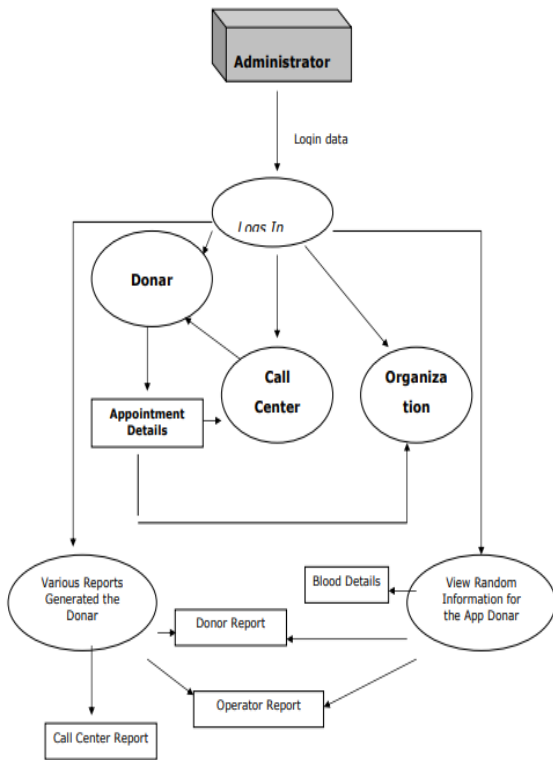 Administrator
Login data
Logs In
Donar
Call
Center
Organiza
tion
Appointment
Details
Various Reports
Generated the
Donar
Blood Details
View Random
Information for
the App Donar
Donor Report
Operator Report
Call Center Report